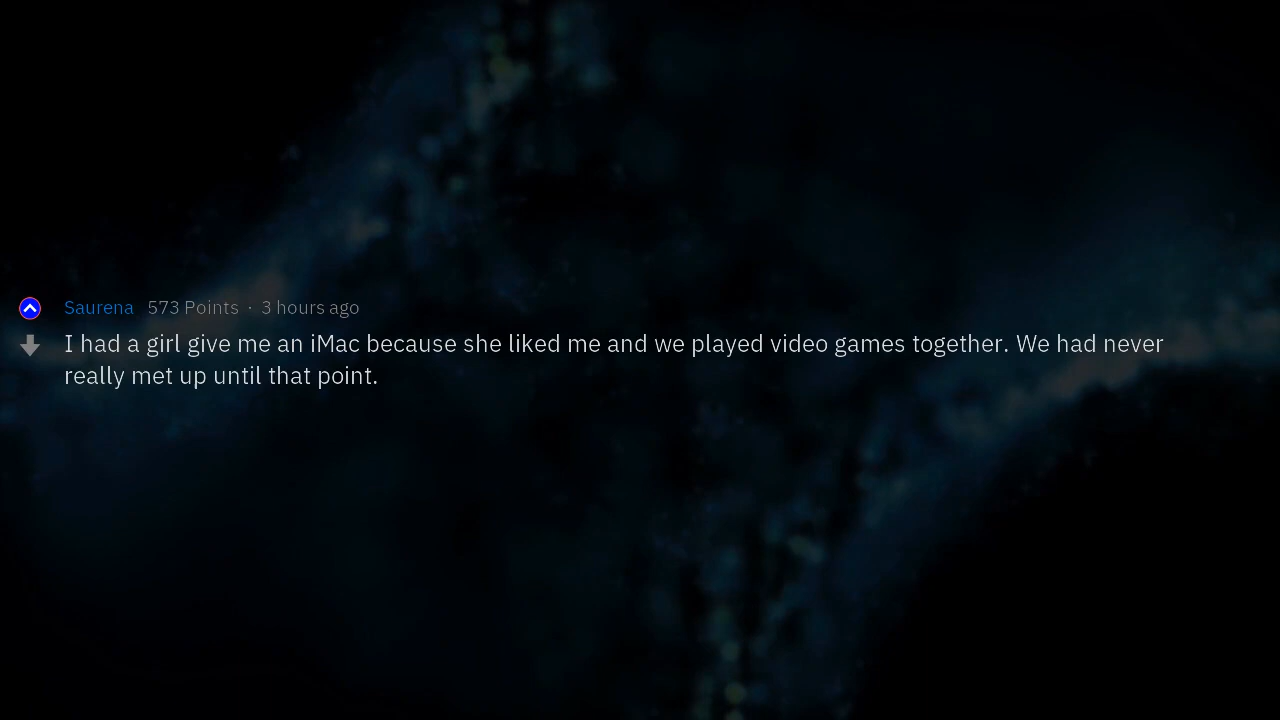 Saurena 573 Points · 3 hours ago
I had a girl give me an iMac because she liked me and we played video games together. We had never
really met up until that point.